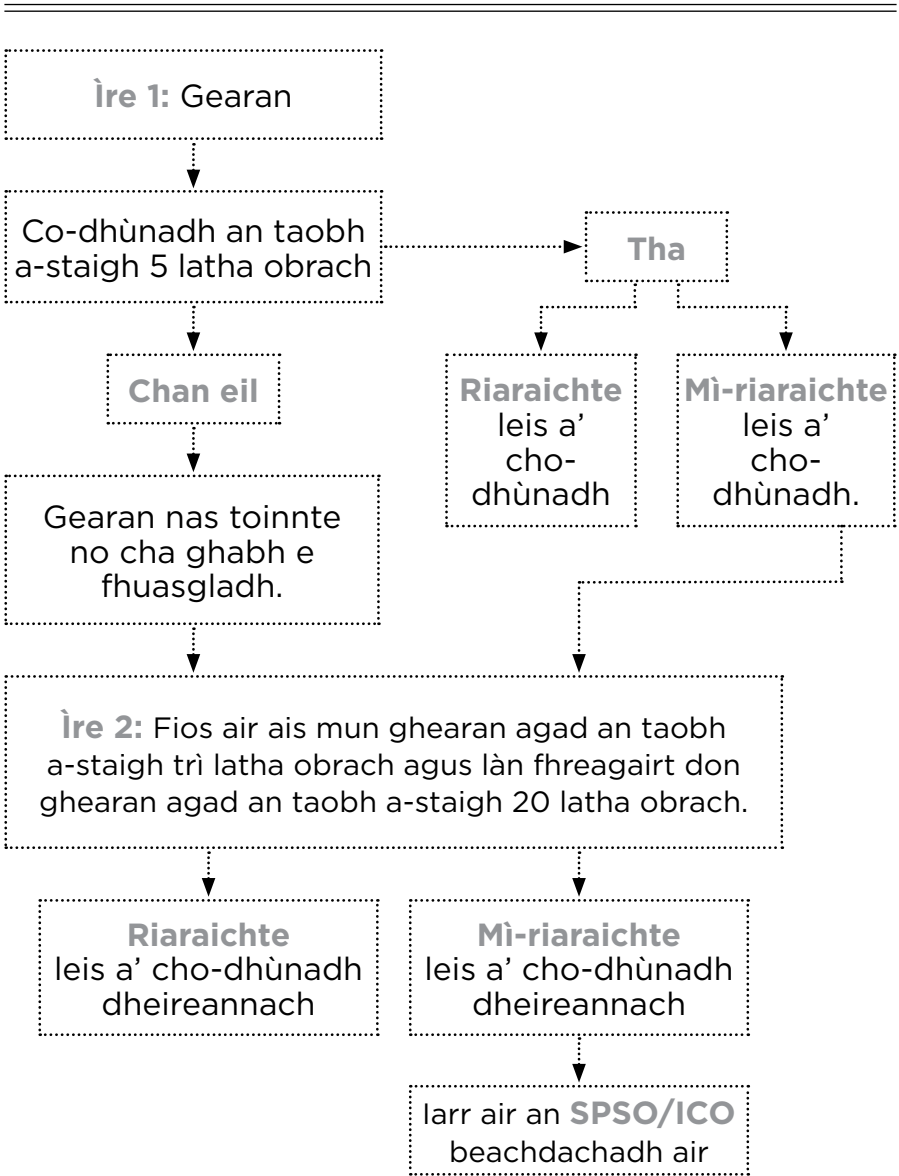 Ìre 1: Gearan
Co-dhùnadh an taobh
a-staigh 5 latha obrach
Tha
Chan eil
Riaraichte
leis a’
cho-
dhùnadh
Mì-riaraichte
leis a’
cho-
dhùnadh.
Gearan nas toinnte
no cha ghabh e
fhuasgladh.
Ìre 2: Fios air ais mun ghearan agad an taobh
a-staigh trì latha obrach agus làn fhreagairt don
ghearan agad an taobh a-staigh 20 latha obrach.
Riaraichte
leis a’ cho-dhùnadh
dheireannach
Mì-riaraichte
leis a’ cho-dhùnadh
dheireannach
Iarr air an SPSO/ICO
beachdachadh air